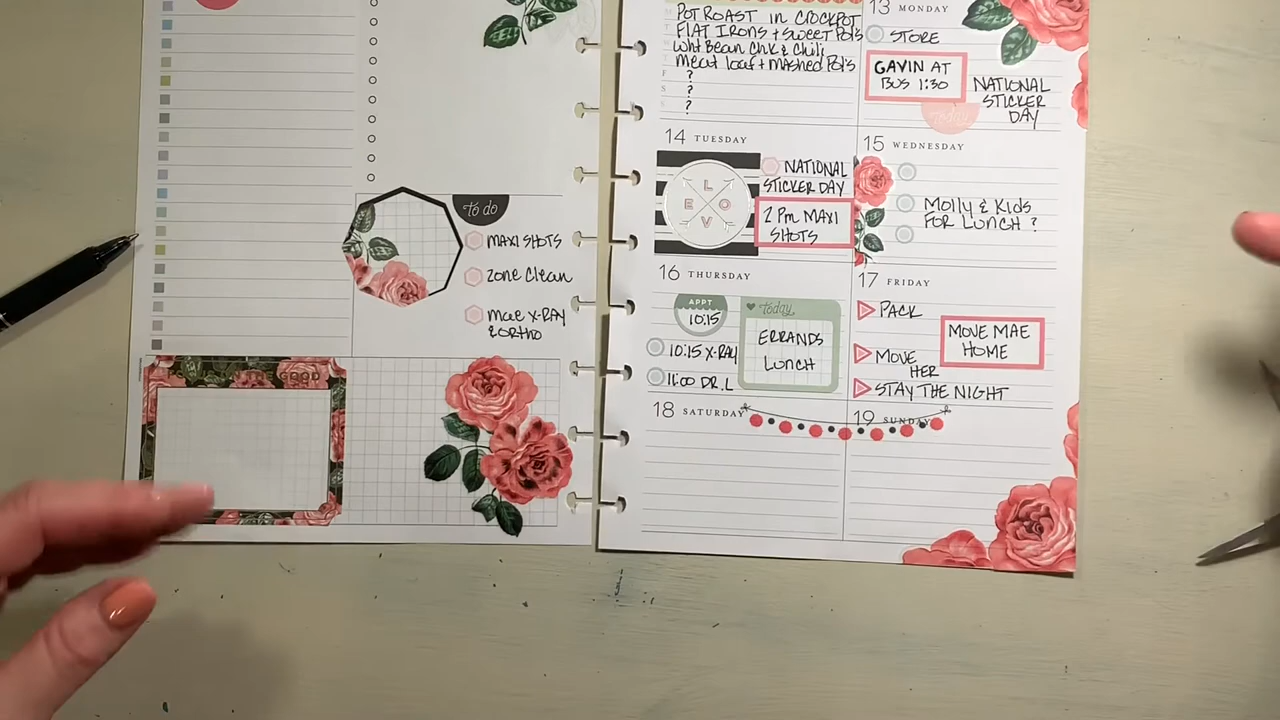 to do
MAXI SHOTS
ZONE CLEAN
MAE X-RAY
& ORTHO
GOOD
POT ROAST IN CROCKPOT
FLAT IRONS + SWEET POTS
WHT BEAN CHK & CHILI
MEAT LOAF + MASHED POT'S
F ?
S ?
S ?
13 MONDAY
STORE
GAVIN AT
BUS 1:30
NATIONAL
STICKER
DAY
Today
14 TUESDAY
L
E O
V
NATIONAL
STICKER DAY
2 PM MAXI
SHOTS
15 WEDNESDAY
MOLLY & KIDS
FOR LUNCH ?
16 THURSDAY
APPT
10:15
10:15 X-RAY
11:00 DR. L
today
ERRANDS
LUNCH
17 FRIDAY
PACK
MOVE
HER
STAY THE NIGHT
MOVE MAE
HOME
18 SATURDAY
19 SUNDAY